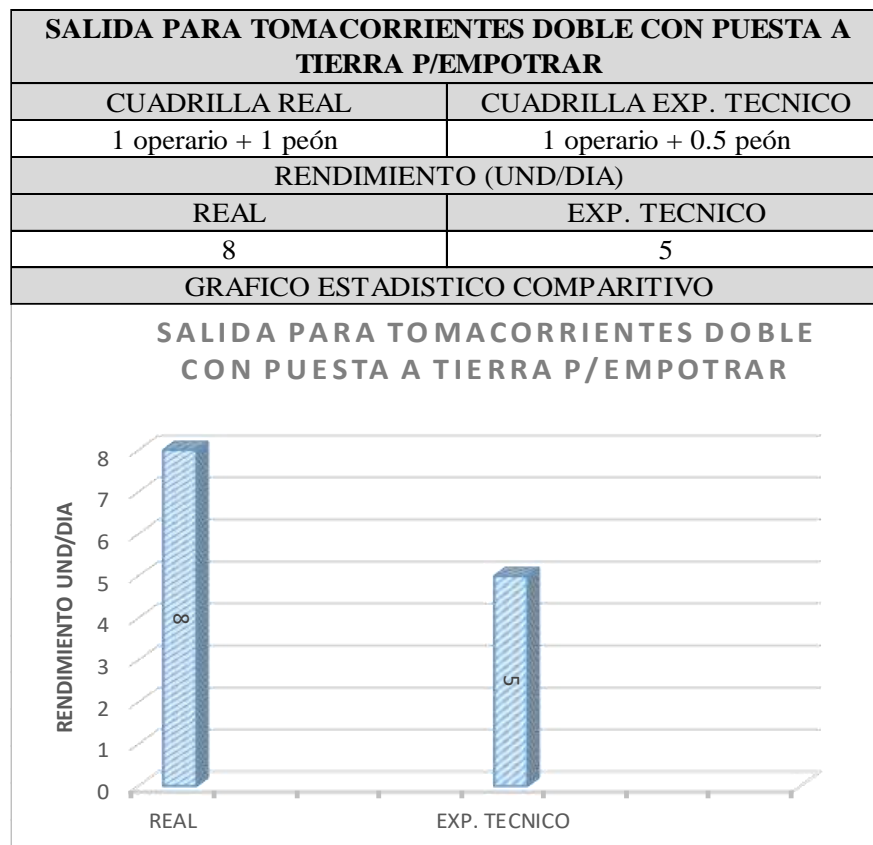 SALIDA PARA TOMACORRIENTES DOBLE CON PUESTA A
TIERRA P/EMPOTRAR
CUADRILLA REAL
CUADRILLA EXP. TECNICO
1 operario + 1 peón
1 operario + 0.5 peón
RENDIMIENTO (UND/DIA)
REAL
EXP. TECNICO
8
5
GRAFICO ESTADISTICO COMPARITIVO
SALIDA PARA TOMACORRIENTES DOBLE
CON PUESTA A TIERRA P/EMPOTRAR
RENDIMIENTO UND/DIA
8
7
6
5
4
3
2
1
0
8
5
REAL
EXP. TECNICO